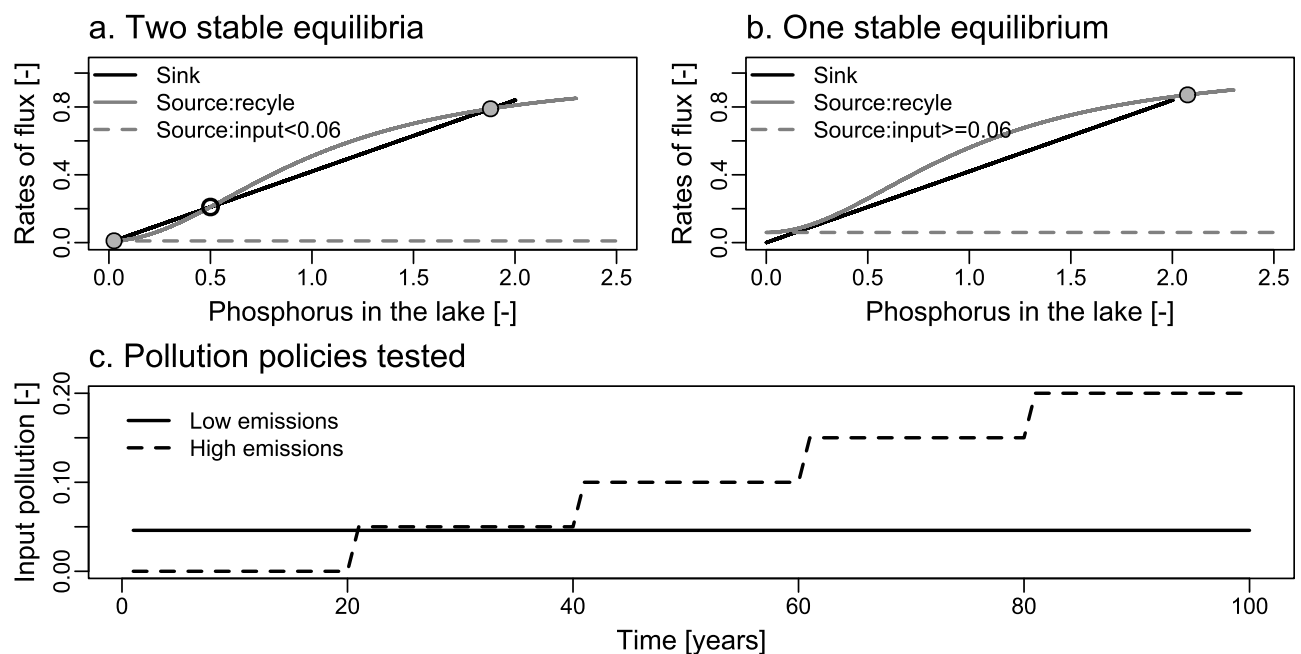 a. Two stable equilibria
Rates of flux [-]
0.0 0.4 0.8
Sink
Source:recyle
Source:input<0.06
0.0 0.5 1.0 1.5 2.0 2.5
Phosphorus in the lake [-]
b. One stable equilibrium
Rates of flux [-]
0.0 0.4 0.8
Sink
Source:recyle
Source:input>=0.06
0.0 0.5 1.0 1.5 2.0 2.5
Phosphorus in the lake [-]
c. Pollution policies tested
Input pollution [-]
0.00 0.10 0.20
Low emissions
High emissions
0 20 40 60 80 100
Time [years]